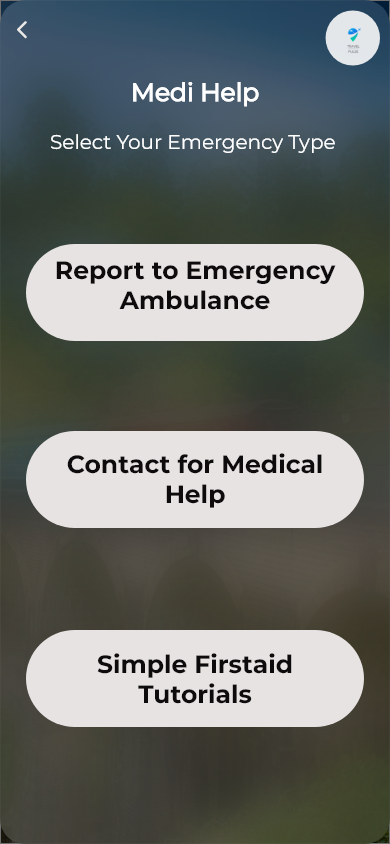 Medi Help
Select Your Emergency Type
Report to Emergency
Ambulance
Contact for Medical
Help
Simple Firstaid
Tutorials